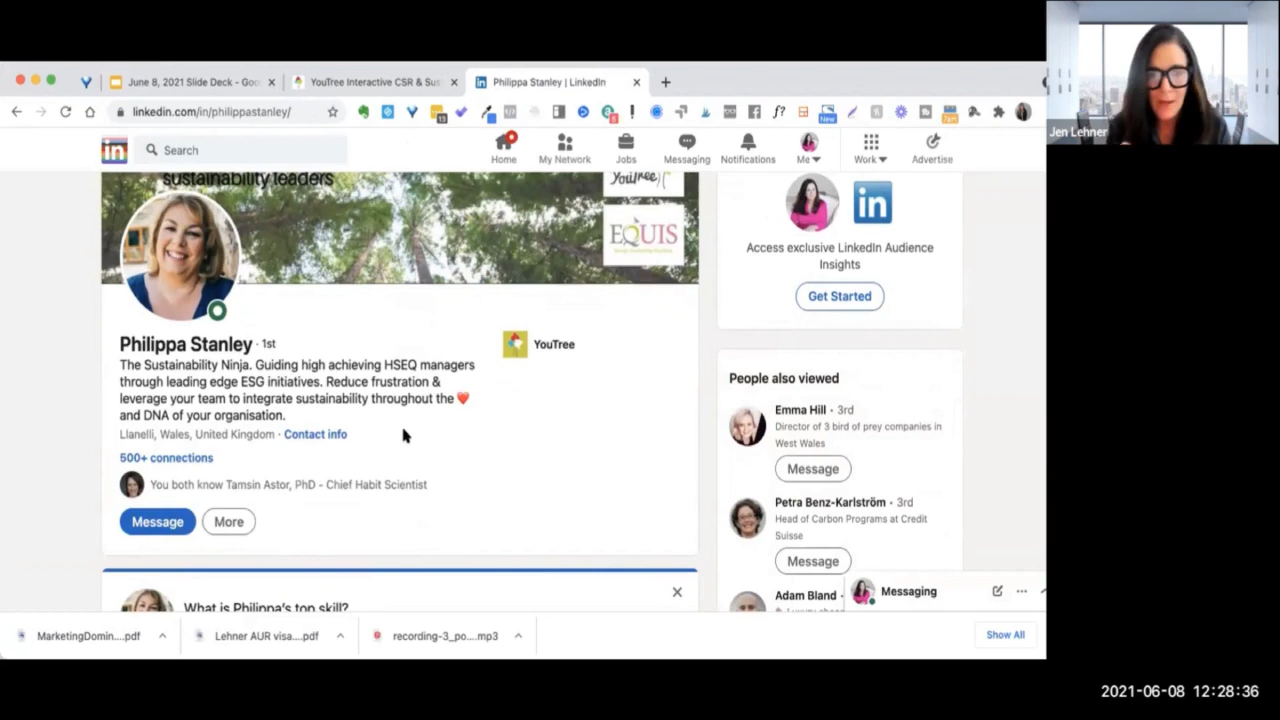 June 8, 2021 Slide Deck - Goo
YouTree Interactive CSR & Sus
Philippa Stanley | LinkedIn
linkedin.com/in/philippastanley/
13
8
f?
New
7am
in
Search
Home
My Network
Jobs
Messaging
Notifications
Me
Work
Advertise
Jen Lehner
sustainability leaders
YouTree
EQUIS
in
Access exclusive LinkedIn Audience
Insights
Get Started
Philippa Stanley · 1st
YouTree
The Sustainability Ninja. Guiding high achieving HSEQ managers
through leading edge ESG initiatives. Reduce frustration &
leverage your team to integrate sustainability throughout the ❤️
and DNA of your organisation.
Llanelli, Wales, United Kingdom · Contact info
500+ connections
You both know Tamsin Astor, PhD - Chief Habit Scientist
Message
More
People also viewed
Emma Hill · 3rd
Director of 3 bird of prey companies in
West Wales
Message
Petra Benz-Karlström · 3rd
Head of Carbon Programs at Credit
Suisse
Message
Adam Bland ·
Messaging
What is Philippa's top skill?
MarketingDomin....pdf
Lehner AUR visa....pdf
recording-3_po....mp3
Show All
2021-06-08 12:28:36